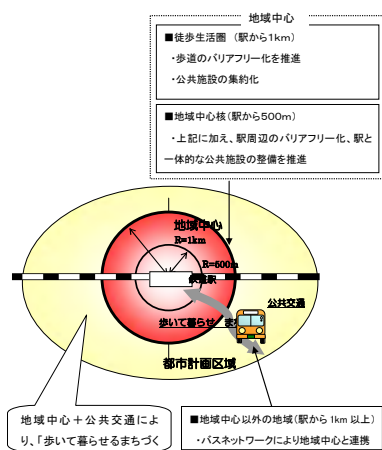 地域中心
■徒歩生活圏 (駅から1km)
・歩道のバリアフリー化を推進
・公共施設の集約化
■地域中心核(駅から500m)
・上記に加え、駅周辺のバリアフリー化、駅と
一体的な公共施設の整備を推進
地域中心
R=1km
R=500m
鉄道駅
公共交通
歩いて暮らせ
都市計画区域
地域中心+公共交通によ
り、「歩いて暮らせるまちづく
■地域中心以外の地域(駅から1km以上)
・バスネットワークにより地域中心と連携